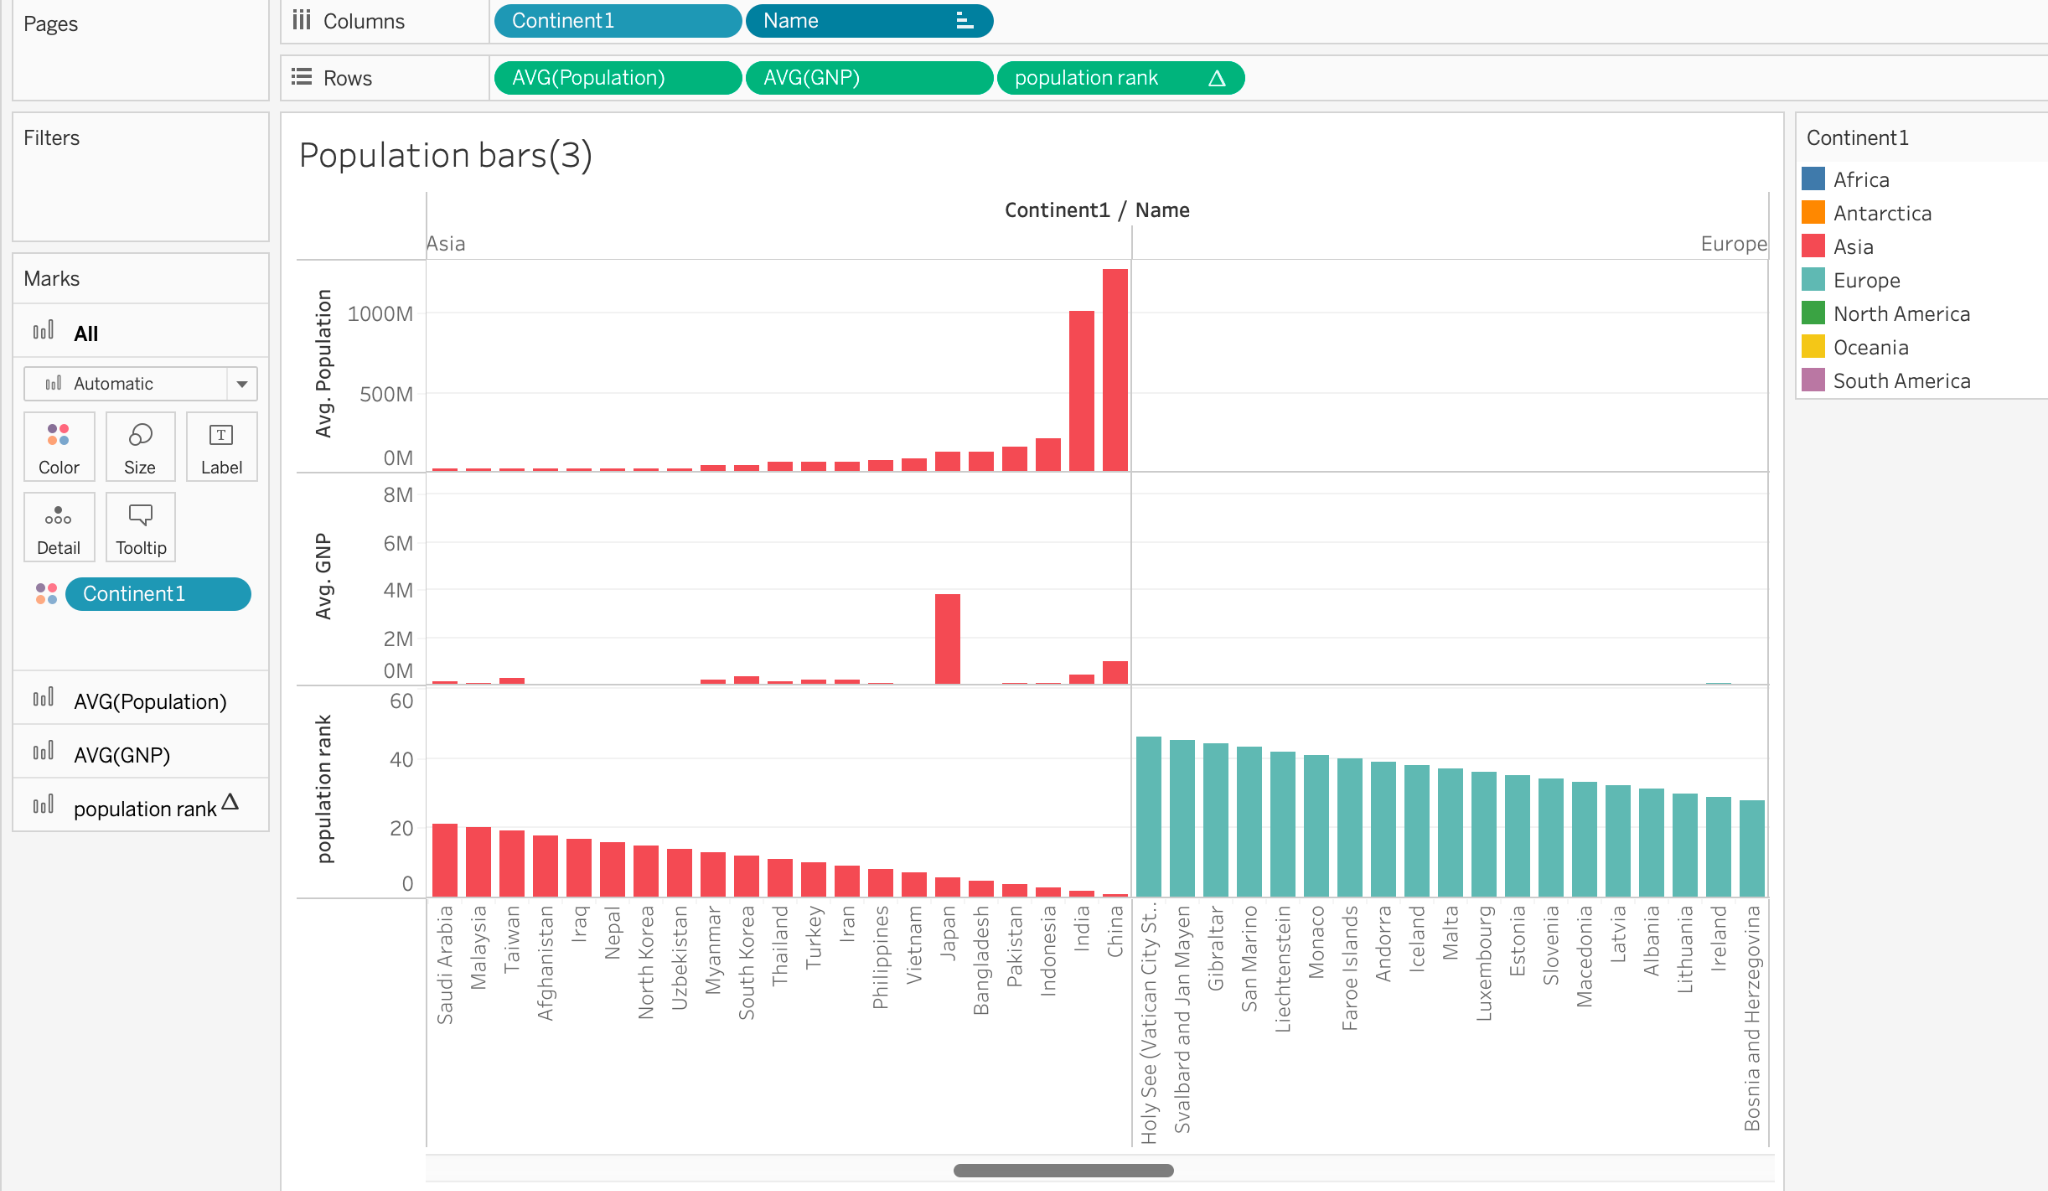 Pages
Columns
Continent1
Name
Rows
AVG(Population)
AVG(GNP)
population rank
Filters
Marks
All
Automatic
Color
Size
Label
Detail
Tooltip
Continent1
AVG(Population)
AVG(GNP)
population rank
Population bars(3)
Continent1 / Name
Asia
Europe
Avg. Population
1000M
500M
0M
Avg. GNP
8M
6M
4M
2M
0M
population rank
60
40
20
0
Saudi Arabia
Malaysia
Taiwan
Afghanistan
Iraq
Nepal
North Korea
Uzbekistan
Myanmar
South Korea
Thailand
Turkey
Iran
Philippines
Vietnam
Japan
Bangladesh
Pakistan
Indonesia
India
China
Holy See (Vatican City St..
Svalbard and Jan Mayen
Gibraltar
San Marino
Liechtenstein
Monaco
Faroe Islands
Andorra
Iceland
Malta
Luxembourg
Estonia
Slovenia
Macedonia
Latvia
Albania
Lithuania
Ireland
Bosnia and Herzegovina
Continent1
Africa
Antarctica
Asia
Europe
North America
Oceania
South America